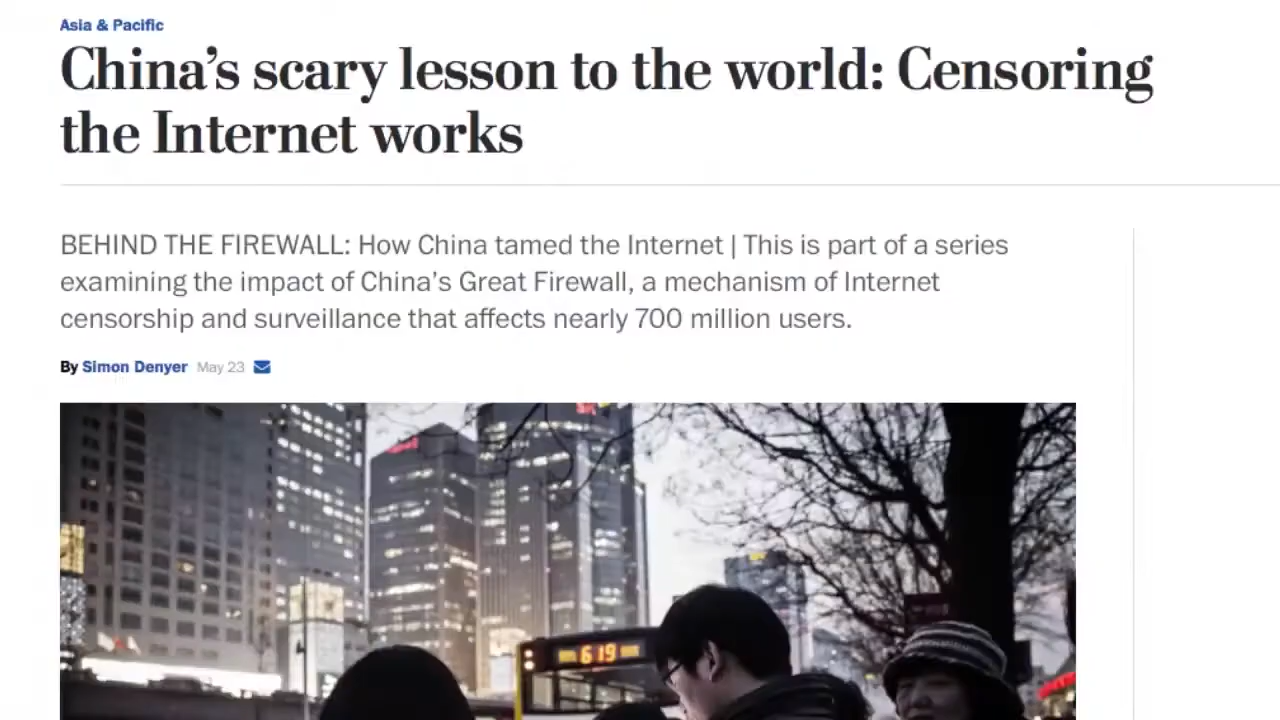 Asia & Pacific
China’s scary lesson to the world: Censoring
the Internet works
BEHIND THE FIREWALL: How China tamed the Internet | This is part of a series
examining the impact of China’s Great Firewall, a mechanism of Internet
censorship and surveillance that affects nearly 700 million users.
By Simon Denyer May 23
619